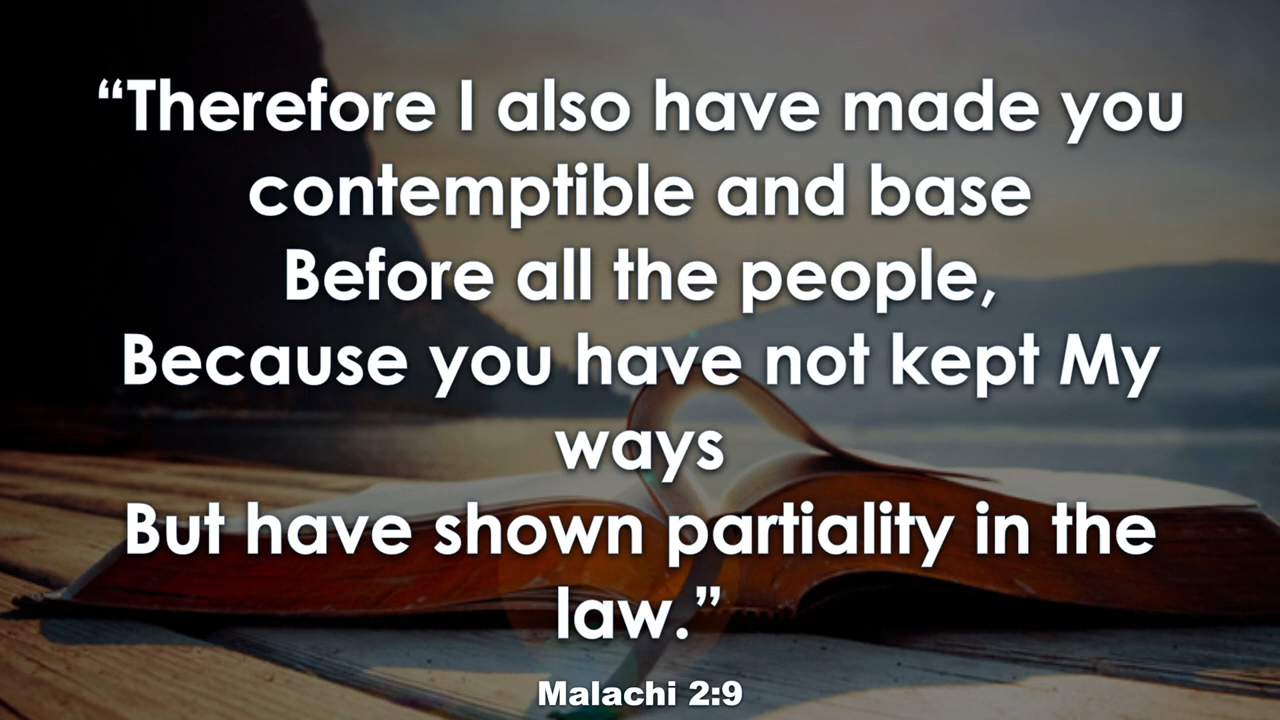 “Therefore I also have made you
contemptible and base
Before all the people,
Because you have not kept My
ways
But have shown partiality in the
law.”
Malachi 2:9